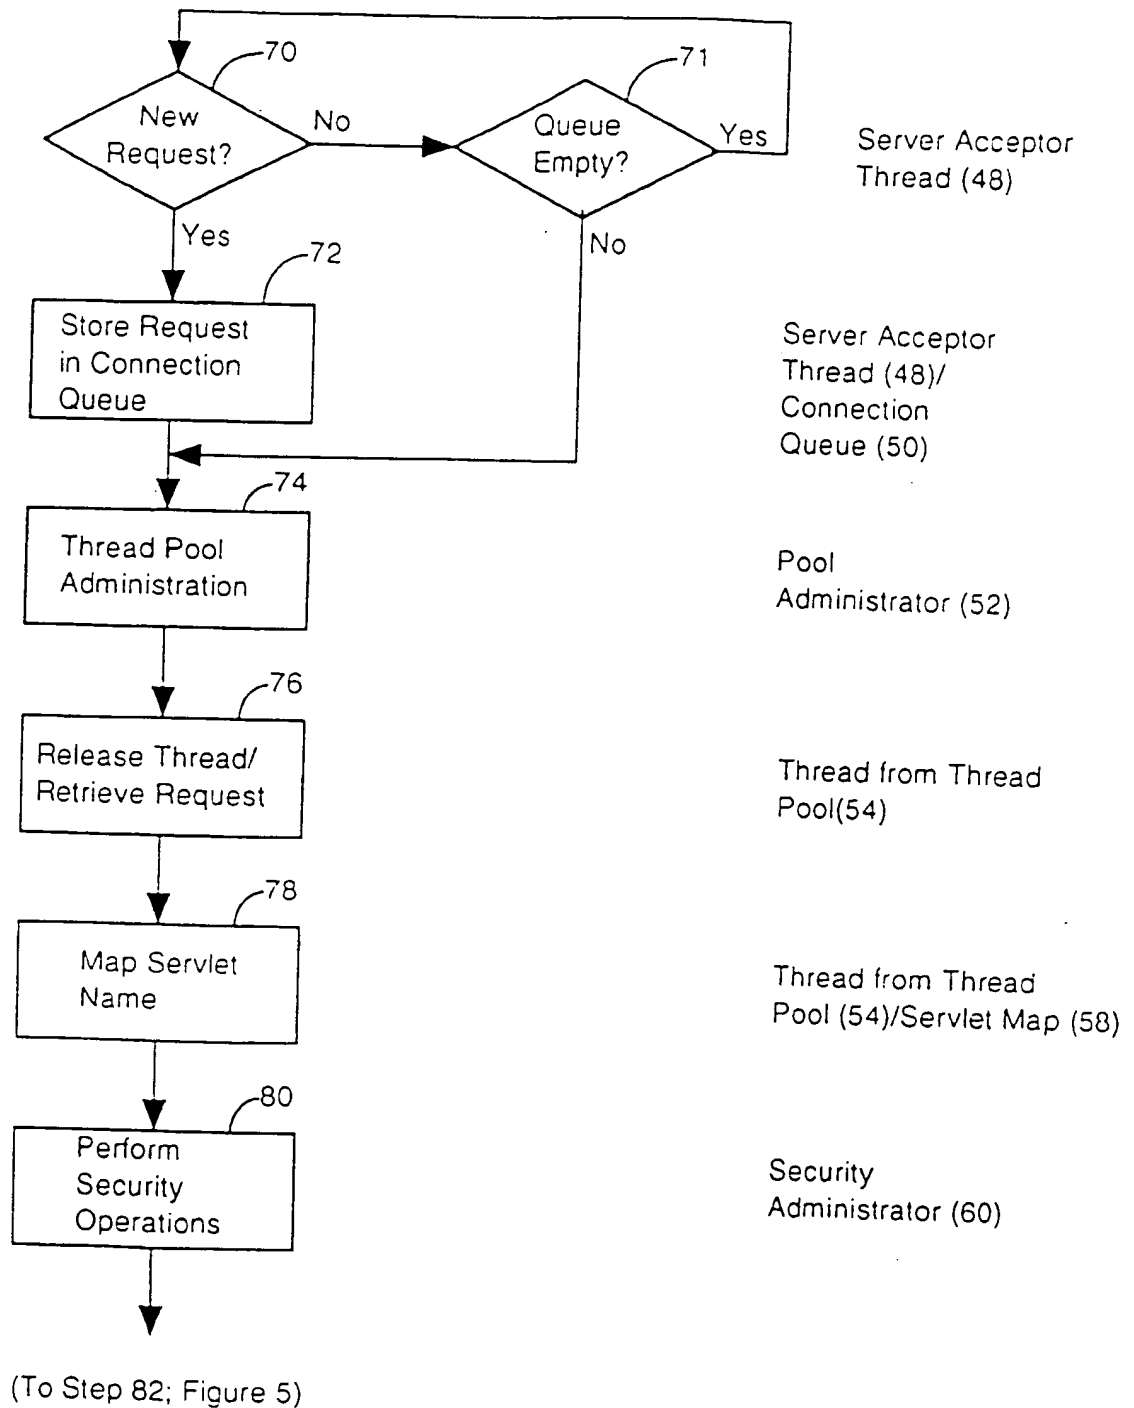 70
71
New
Request?
No
Queue
Empty?
Yes
Server Acceptor
Thread (48)
Yes
No
72
Store Request
in Connection
Queue
Server Acceptor
Thread (48)/
Connection
Queue (50)
74
Thread Pool
Administration
Pool
Administrator (52)
76
Release Thread/
Retrieve Request
Thread from Thread
Pool(54)
78
Map Servlet
Name
Thread from Thread
Pool (54)/Servlet Map (58)
80
Perform
Security
Operations
Security
Administrator (60)
(To Step 82; Figure 5)